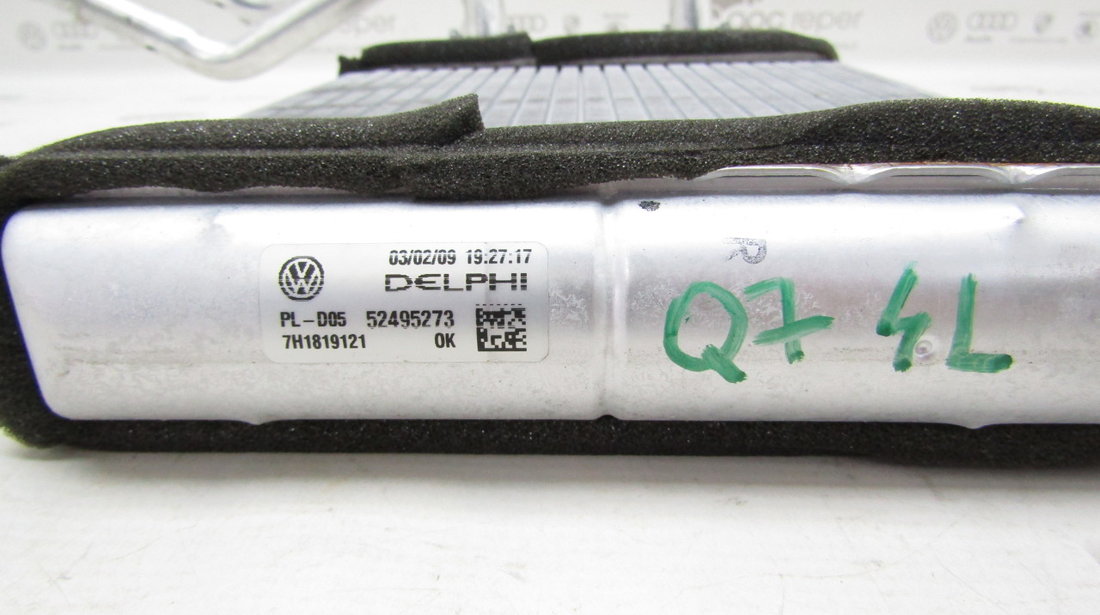 03/02/09 19:27:17
DELPHI
PL-D05 52495273
7H1819121 OK
R
Q7 4L